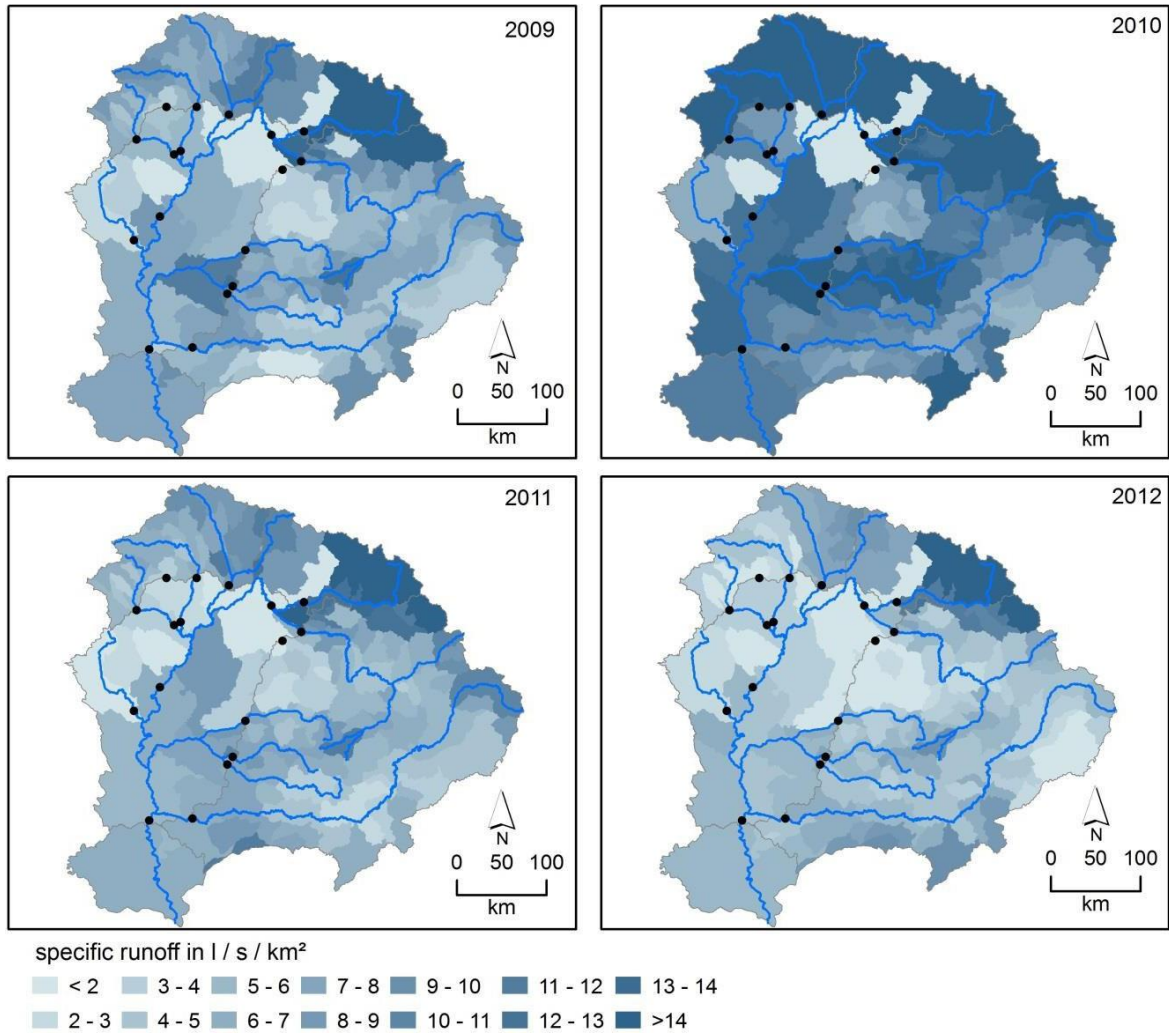 2009
2010
N
0 50 100
km
N
0 50 100
km
2011
2012
N
0 50 100
km
N
0 50 100
km
specific runoff in l / s / km²
< 2 3 - 4 5 - 6 7 - 8 9 - 10 11 - 12 13 - 14
2 - 3 4 - 5 6 - 7 8 - 9 10 - 11 12 - 13 >14